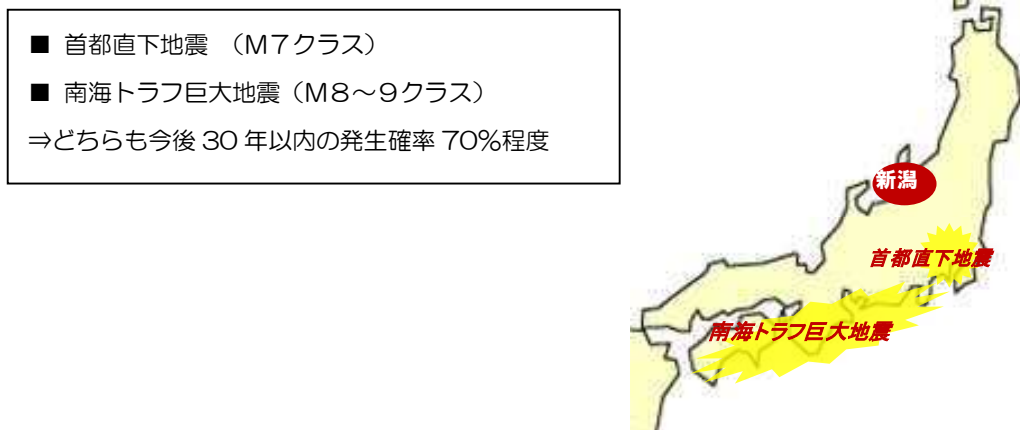 ■ 首都直下地震 （M７クラス）
■ 南海トラフ巨大地震（M８～９クラス）
⇒どちらも今後 30 年以内の発生確率 70%程度
新潟
首都直下地震
南海トラフ巨大地震